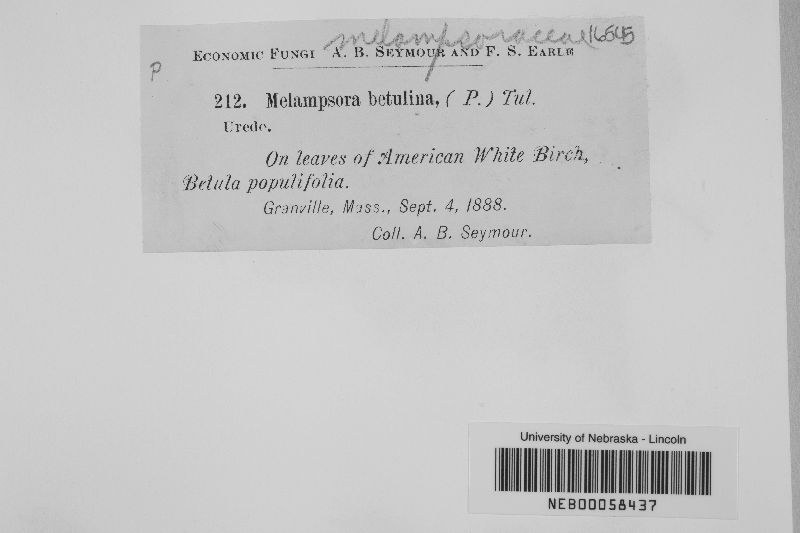 melampsoraceae 16545
Economic Fungi A. B. Seymour and F. S. Earle
P
212. Melampsora betulina, ( P. ) Tul.
Uredo.
On leaves of American White Birch,
Betula populifolia.
Granville, Mass., Sept. 4, 1888.
Coll. A. B. Seymour.
University of Nebraska - Lincoln
NEB00058437